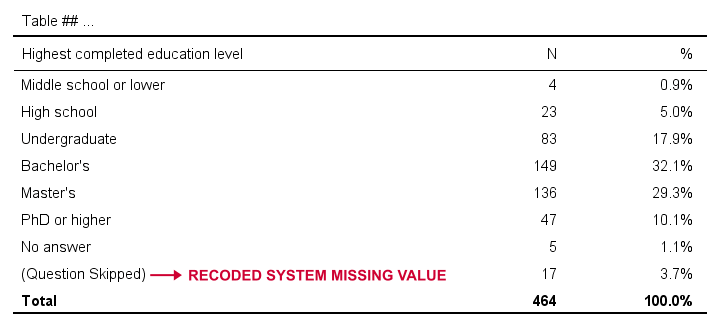 Table ## ...
Highest completed education level N %
Middle school or lower 4 0.9%
High school 23 5.0%
Undergraduate 83 17.9%
Bachelor's 149 32.1%
Master's 136 29.3%
PhD or higher 47 10.1%
No answer 5 1.1%
(Question Skipped) RECODED SYSTEM MISSING VALUE 17 3.7%
Total 464 100.0%